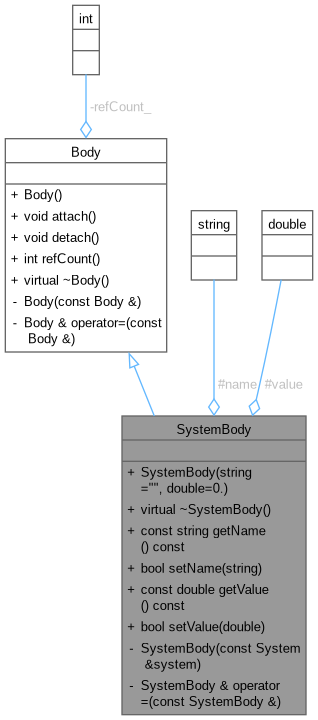 int
-refCount_
Body
+ Body()
+ void attach()
+ void detach()
+ int refCount()
+ virtual ~Body()
- Body(const Body &)
- Body & operator=(const
Body &)
string
double
#name_
#value_
SystemBody
+ SystemBody(string
="", double=0.)
+ virtual ~SystemBody()
+ const string getName
() const
+ bool setName(string)
+ const double getValue
() const
+ bool setValue(double)
- SystemBody(const System
&system)
- SystemBody & operator
=(const SystemBody &)